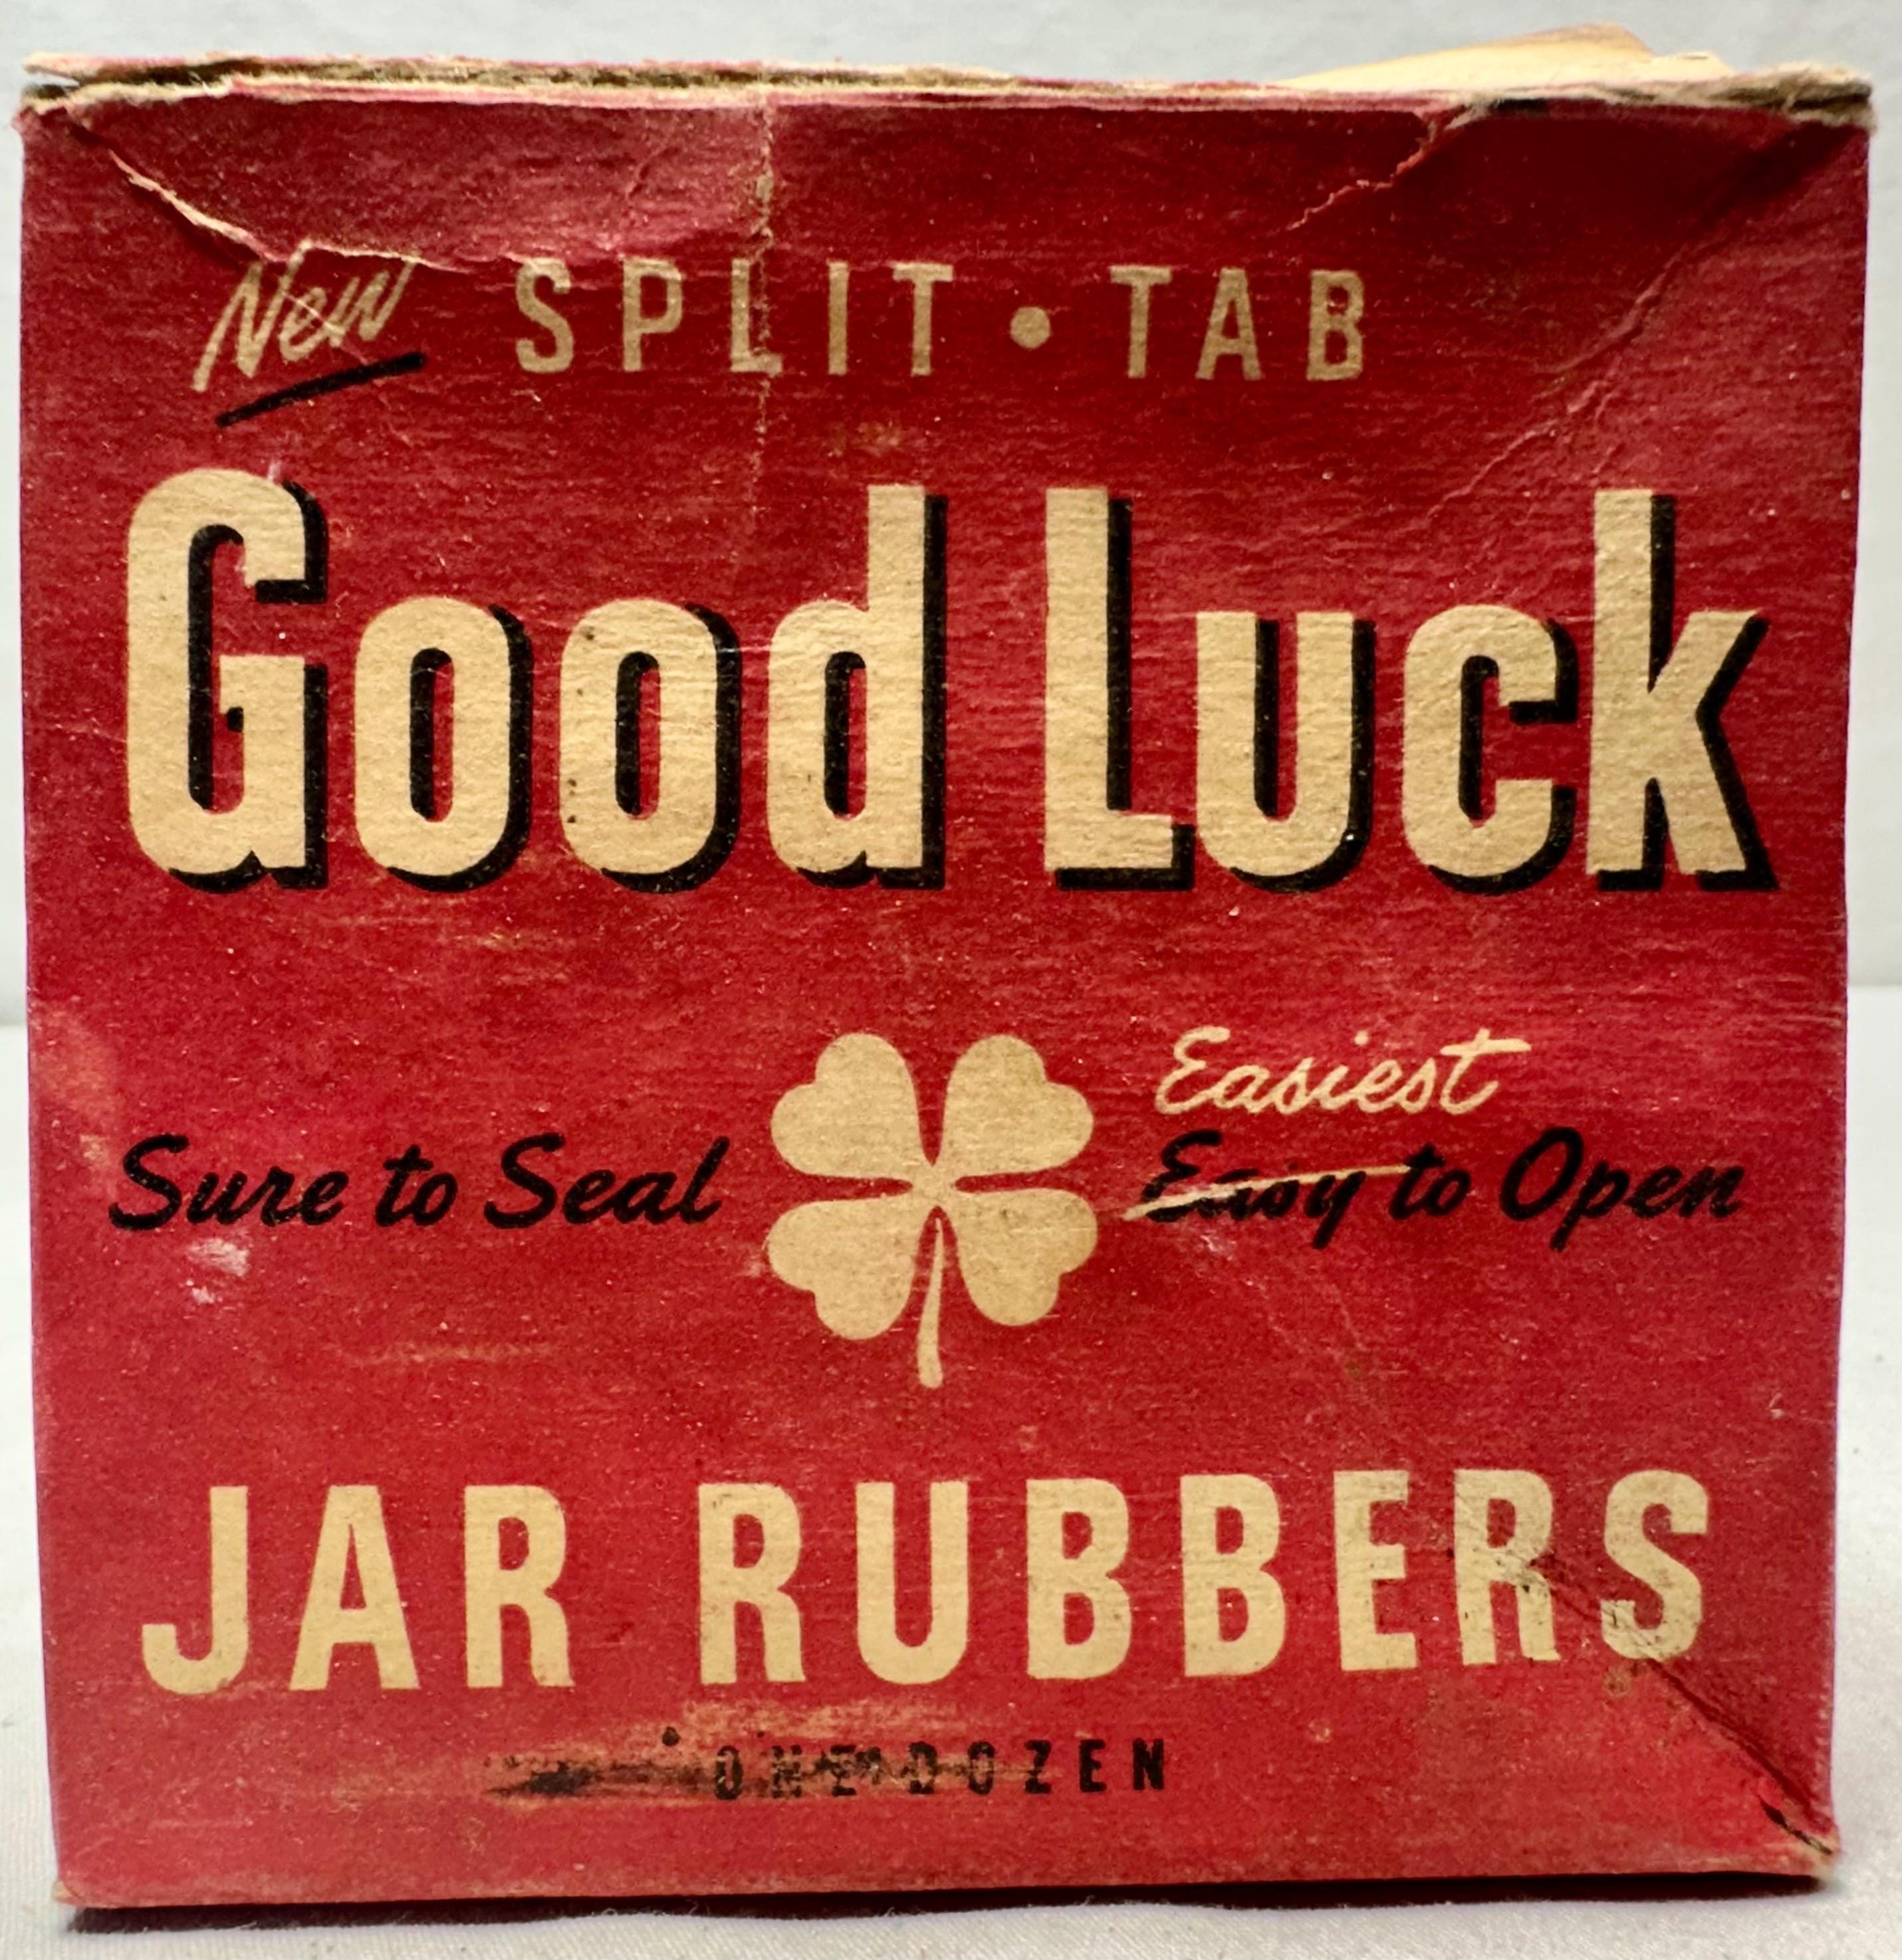 New SPLIT • TAB
Good Luck
Easiest
Sure to Seal Easy to Open
JAR RUBBERS
ONE DOZEN